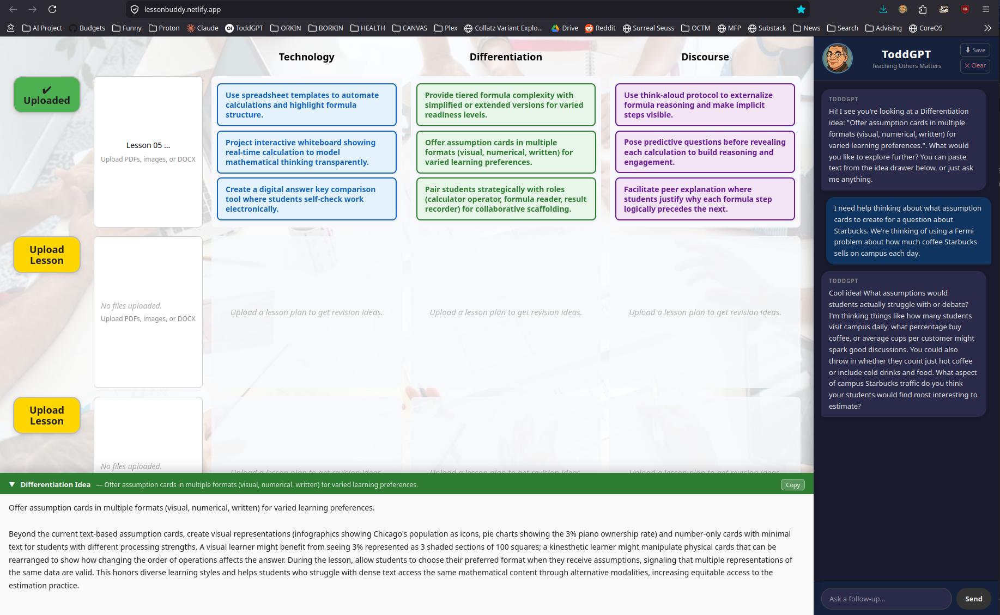 lessonbuddy.netlify.app
AI Project
Budgets
Funny
Proton
Claude
OI ToddGPT
ORKIN
BORKIN
HEALTH
CANVAS
Plex
Collatz Variant Explo...
Drive
Reddit
Surreal Seuss
OCTM
MFP
Substack
News
Search
Advising
CoreOS
Technology
Differentiation
Discourse
✔
Uploaded
Lesson 05 ...
Upload PDFs, images, or DOCX
Use spreadsheet templates to automate
calculations and highlight formula
structure.
Project interactive whiteboard showing
real-time calculation to model
mathematical thinking transparently.
Create a digital answer key comparison
tool where students self-check work
electronically.
Provide tiered formula complexity with
simplified or extended versions for varied
readiness levels.
Offer assumption cards in multiple
formats (visual, numerical, written) for
varied learning preferences.
Pair students strategically with roles
(calculator operator, formula reader, result
recorder) for collaborative scaffolding.
Use think-aloud protocol to externalize
formula reasoning and make implicit
steps visible.
Pose predictive questions before revealing
each calculation to build reasoning and
engagement.
Facilitate peer explanation where
students justify why each formula step
logically precedes the next.
Upload
Lesson
No files uploaded.
Upload PDFs, images, or DOCX
Upload a lesson plan to get revision ideas.
Upload a lesson plan to get revision ideas.
Upload a lesson plan to get revision ideas.
Upload
Lesson
No files uploaded.
Upload a lesson plan to get revision ideas.
Upload a lesson plan to get revision ideas.
Upload a lesson plan to get revision ideas.
▼ Differentiation Idea — Offer assumption cards in multiple formats (visual, numerical, written) for varied learning preferences.
Copy
Offer assumption cards in multiple formats (visual, numerical, written) for varied learning preferences.
Beyond the current text-based assumption cards, create visual representations (infographics showing Chicago's population as icons, pie charts showing the 3% piano ownership rate) and number-only cards with minimal
text for students with different processing strengths. A visual learner might benefit from seeing 3% represented as 3 shaded sections of 100 squares; a kinesthetic learner might manipulate physical cards that can be
rearranged to show how changing the order of operations affects the answer. During the lesson, allow students to choose their preferred format when they receive assumptions, signaling that multiple representations of
the same data are valid. This honors diverse learning styles and helps students who struggle with dense text access the same mathematical content through alternative modalities, increasing equitable access to the
estimation practice.
ToddGPT
Teaching Others Matters
⬇ Save
✕ Clear
TODDGPT
Hi! I see you're looking at a Differentiation
idea: "Offer assumption cards in multiple
formats (visual, numerical, written) for
varied learning preferences.". What would
you like to explore further? You can paste
text from the idea drawer below, or just ask
me anything.
I need help thinking about what assumption
cards to create for a question about
Starbucks. We're thinking of using a Fermi
problem about how much coffee Starbucks
sells on campus each day.
TODDGPT
Cool idea! What assumptions would
students actually struggle with or debate?
I'm thinking things like how many students
visit campus daily, what percentage buy
coffee, or average cups per customer might
spark good discussions. You could also
throw in whether they count just hot coffee
or include cold drinks and food. What aspect
of campus Starbucks traffic do you think
your students would find most interesting to
estimate?
Ask a follow-up...
Send